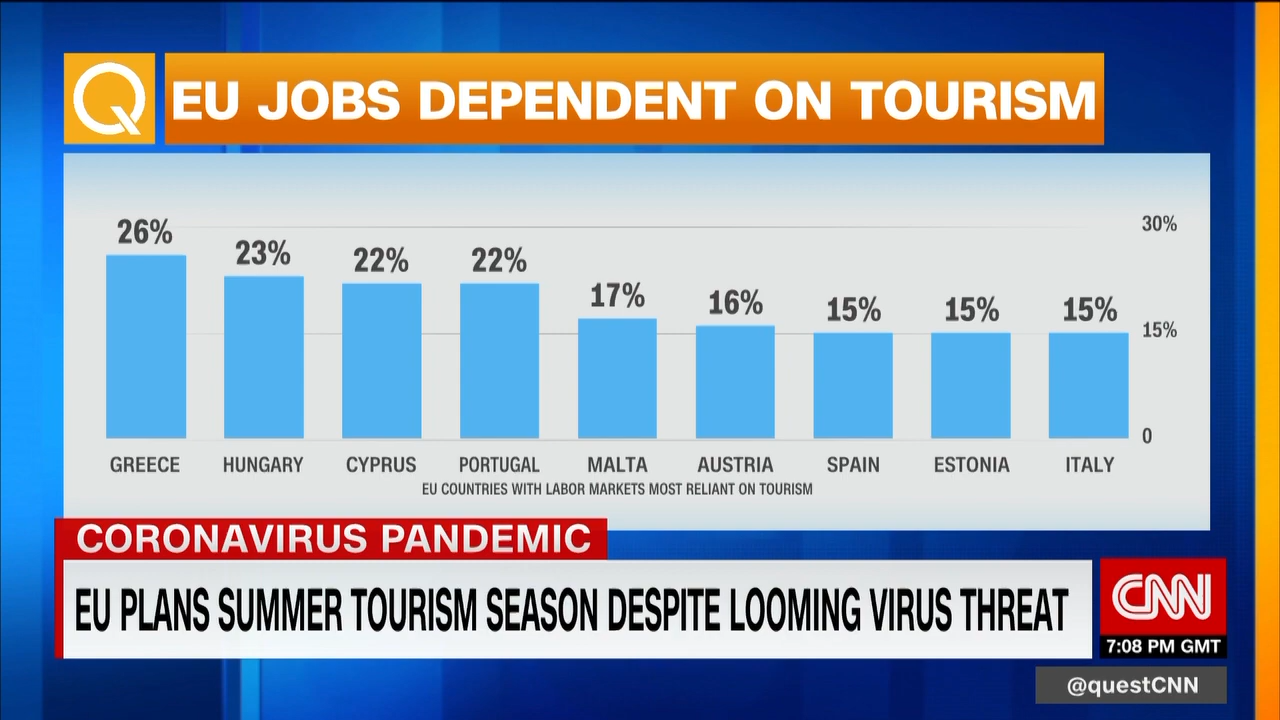 Q EU JOBS DEPENDENT ON TOURISM
30%
15%
0
26%
23%
22%
22%
17%
16%
15%
15%
15%
GREECE
HUNGARY
CYPRUS
PORTUGAL
MALTA
AUSTRIA
SPAIN
ESTONIA
ITALY
EU COUNTRIES WITH LABOR MARKETS MOST RELIANT ON TOURISM
CORONAVIRUS PANDEMIC
EU PLANS SUMMER TOURISM SEASON DESPITE LOOMING VIRUS THREAT
CNN
7:08 PM GMT
@questCNN